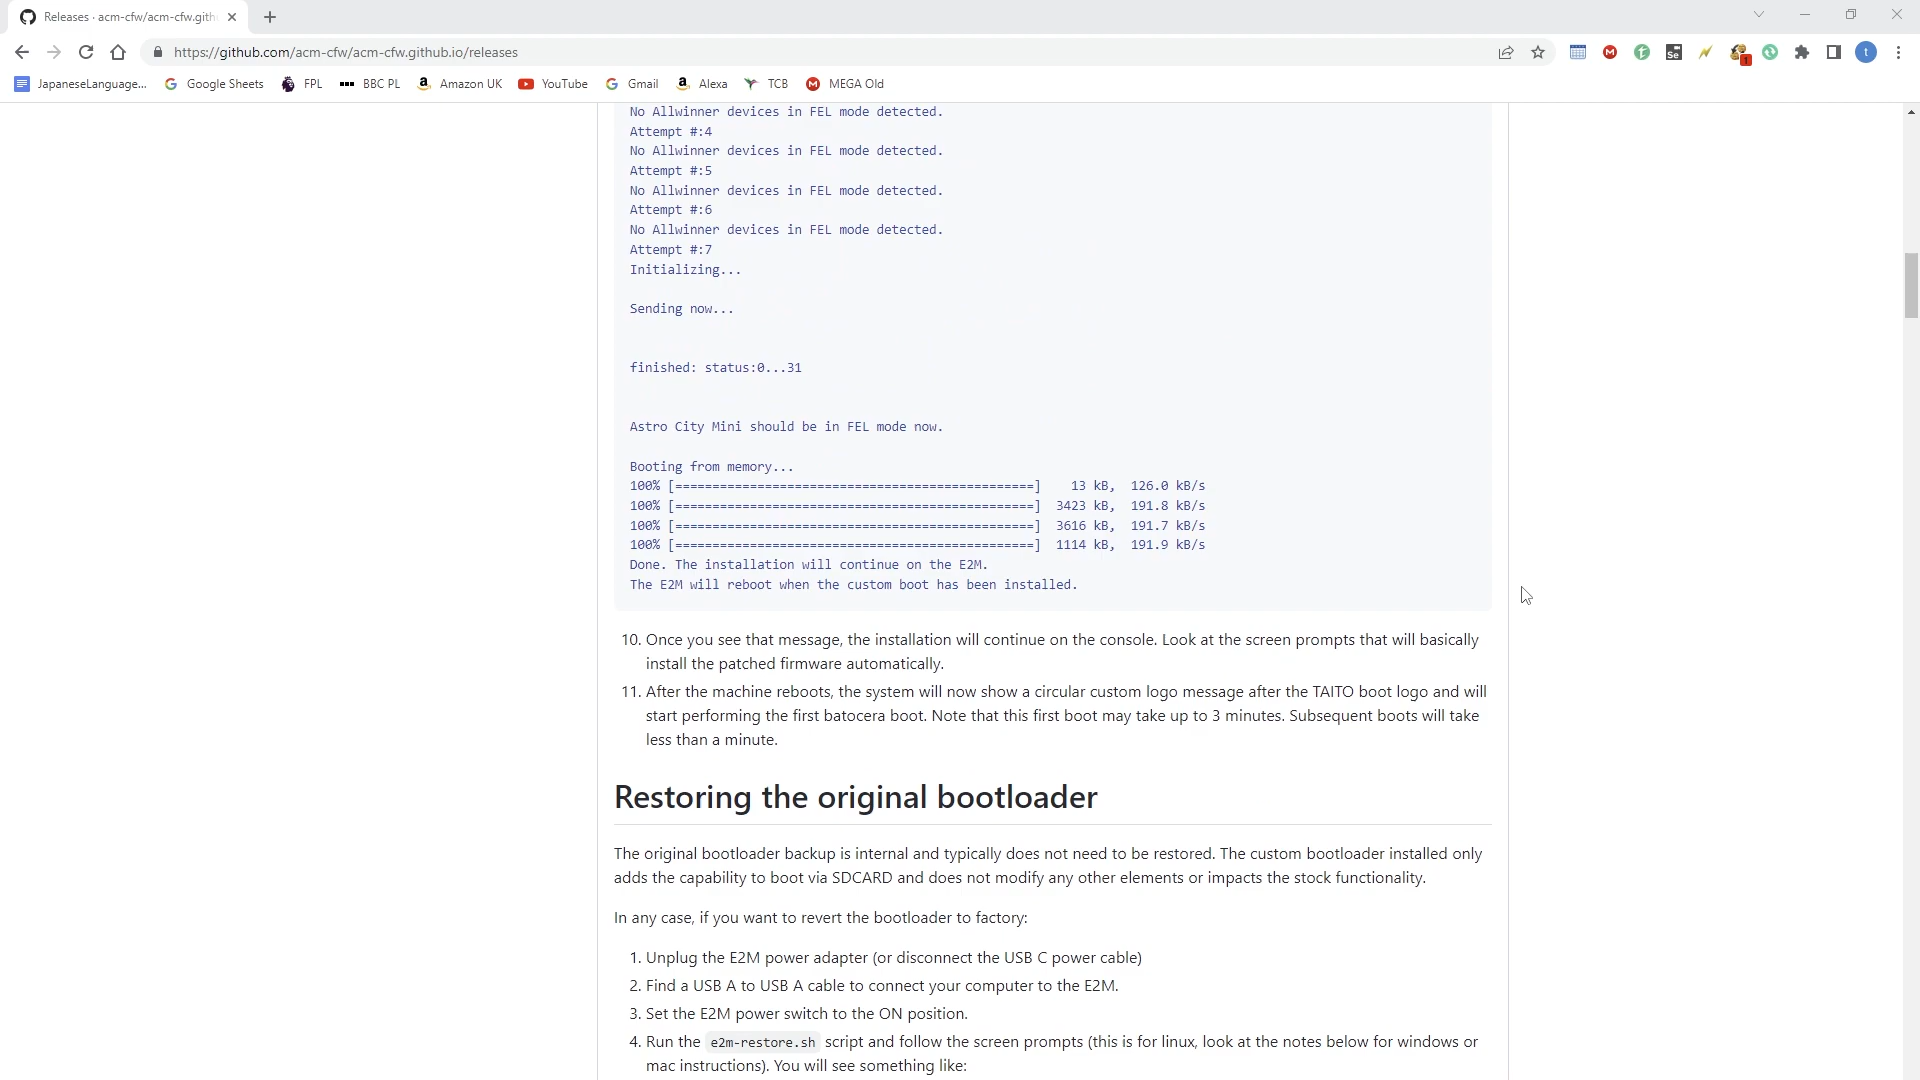 Releases · acm-cfw/acm-cfw.gith
https://github.com/acm-cfw/acm-cfw.github.io/releases
Se
1
t
JapaneseLanguage...
Google Sheets
FPL
BBC PL
Amazon UK
YouTube
Gmail
Alexa
TCB
MEGA Old
No Allwinner devices in FEL mode detected.
Attempt #:4
No Allwinner devices in FEL mode detected.
Attempt #:5
No Allwinner devices in FEL mode detected.
Attempt #:6
No Allwinner devices in FEL mode detected.
Attempt #:7
Initializing...
Sending now...
finished: status:0...31
Astro City Mini should be in FEL mode now.
Booting from memory...
100% [================================================] 13 kB, 126.0 kB/s
100% [================================================] 3423 kB, 191.8 kB/s
100% [================================================] 3616 kB, 191.7 kB/s
100% [================================================] 1114 kB, 191.9 kB/s
Done. The installation will continue on the E2M.
The E2M will reboot when the custom boot has been installed.
10. Once you see that message, the installation will continue on the console. Look at the screen prompts that will basically
install the patched firmware automatically.
11. After the machine reboots, the system will now show a circular custom logo message after the TAITO boot logo and will
start performing the first batocera boot. Note that this first boot may take up to 3 minutes. Subsequent boots will take
less than a minute.
Restoring the original bootloader
The original bootloader backup is internal and typically does not need to be restored. The custom bootloader installed only
adds the capability to boot via SDCARD and does not modify any other elements or impacts the stock functionality.
In any case, if you want to revert the bootloader to factory:
1. Unplug the E2M power adapter (or disconnect the USB C power cable)
2. Find a USB A to USB A cable to connect your computer to the E2M.
3. Set the E2M power switch to the ON position.
4. Run the e2m-restore.sh script and follow the screen prompts (this is for linux, look at the notes below for windows or
mac instructions). You will see something like: